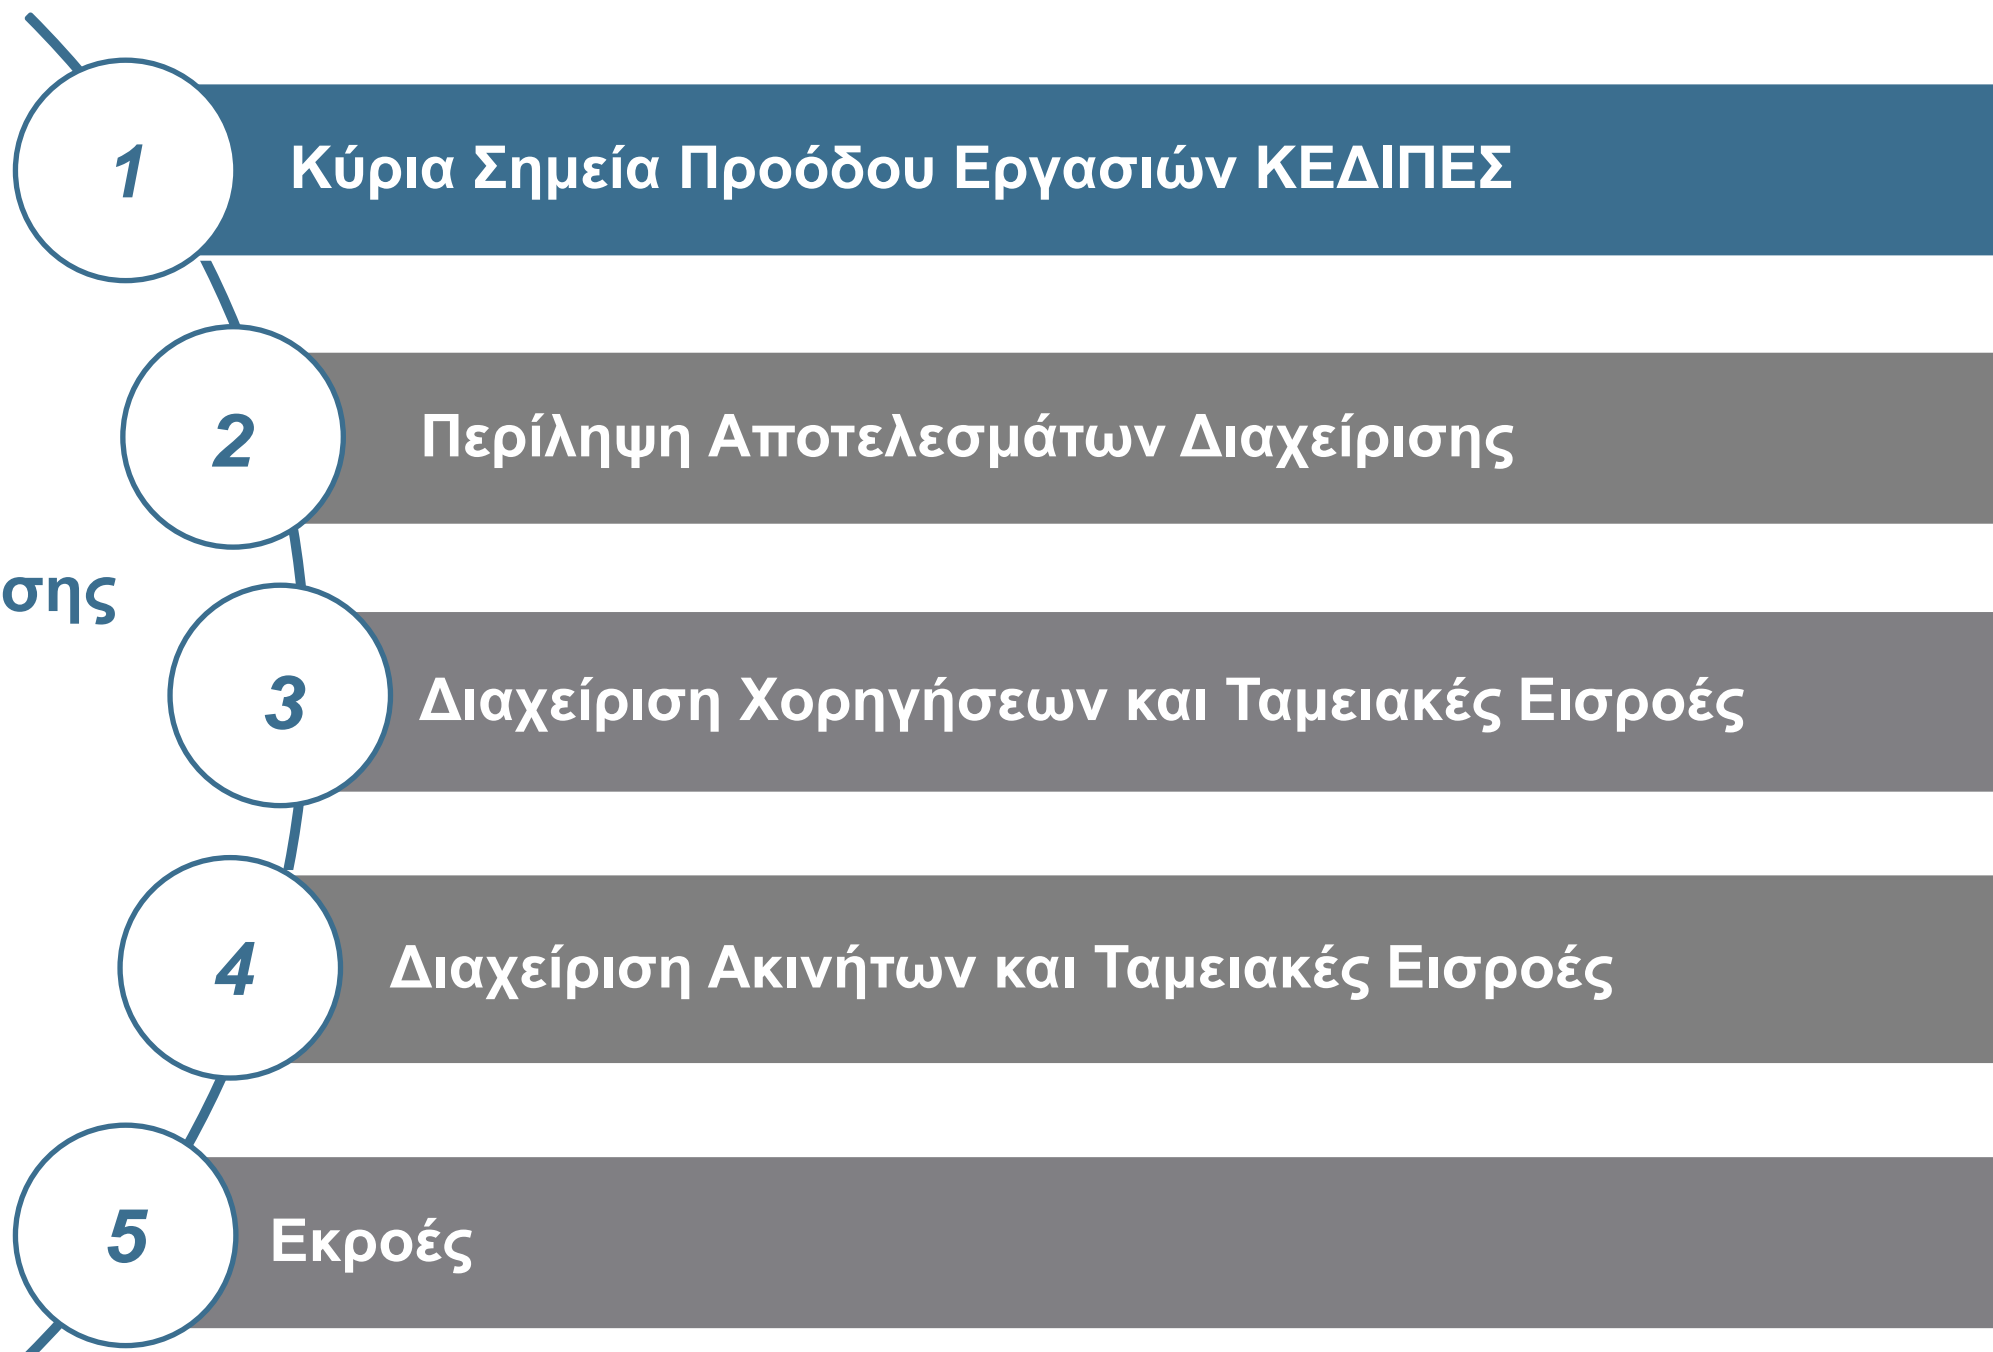 1 Κύρια Σημεία Προόδου Εργασιών ΚΕΔΙΠΕΣ
2 Περίληψη Αποτελεσμάτων Διαχείρισης
σης
3 Διαχείριση Χορηγήσεων και Ταμειακές Εισροές
4 Διαχείριση Ακινήτων και Ταμειακές Εισροές
5 Εκροές